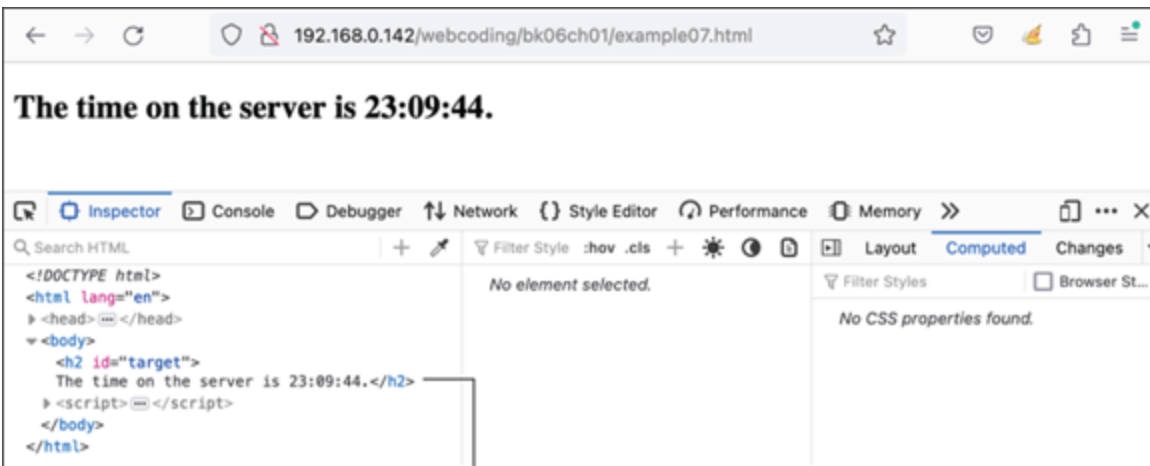 192.168.0.142/webcoding/bk06ch01/example07.html
The time on the server is 23:09:44.
Inspector Console Debugger Network {} Style Editor Performance Memory
Search HTML
Filter Style :hov .cls
Layout Computed Changes
Filter Styles
Browser St...
<!DOCTYPE html>
<html lang="en">
<head> ... </head>
<body>
<h2 id="target">
The time on the server is 23:09:44.</h2>
<script> ... </script>
</body>
</html>
No element selected.
No CSS properties found.